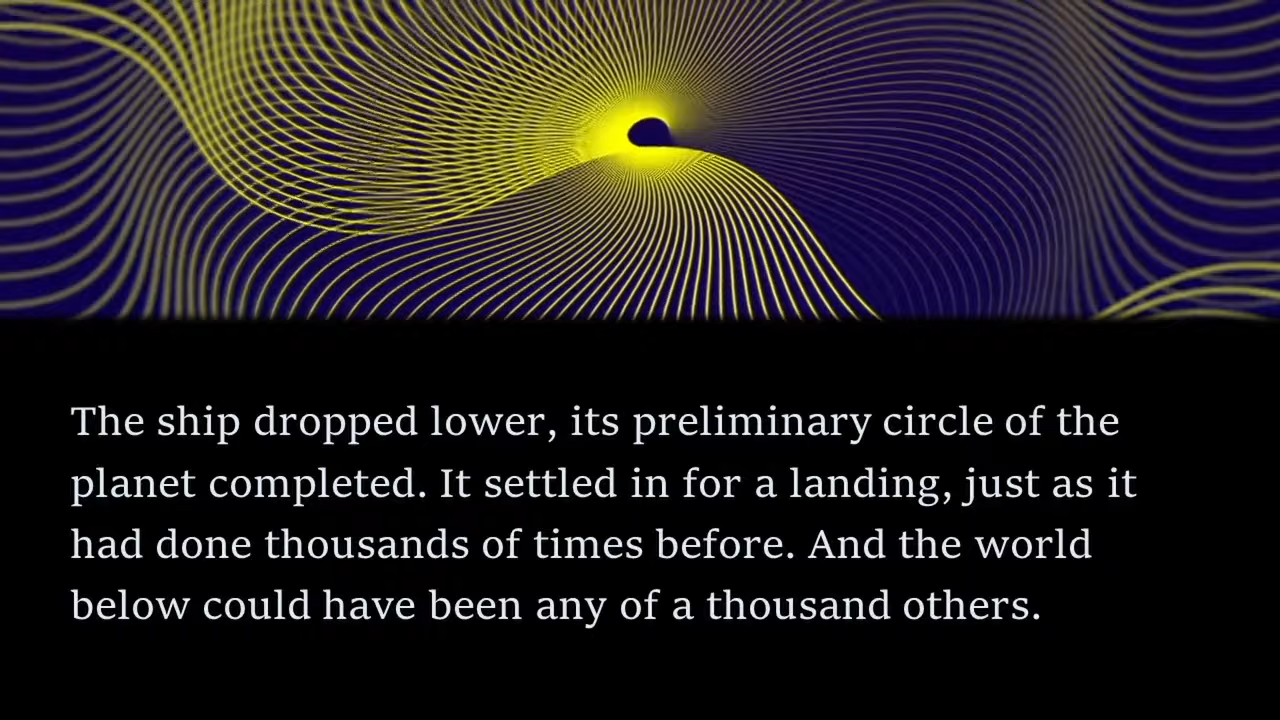 The ship dropped lower, its preliminary circle of the
planet completed. It settled in for a landing, just as it
had done thousands of times before. And the world
below could have been any of a thousand others.